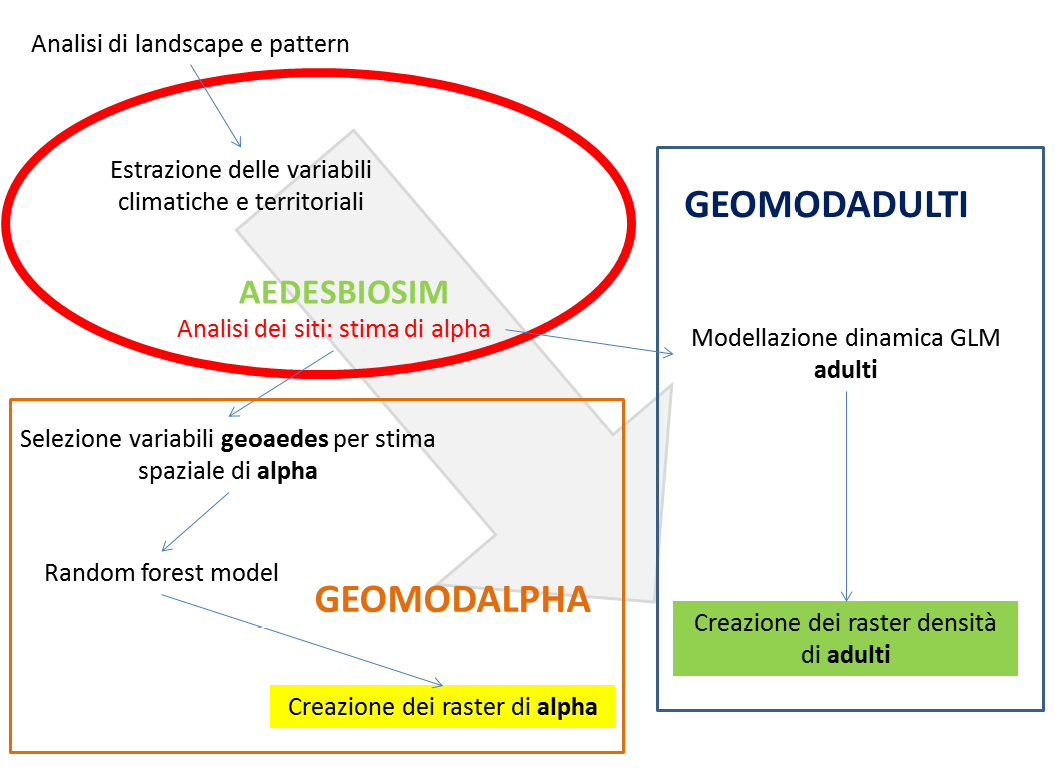 Analisi di landscape e pattern
Estrazione delle variabili
climatiche e territoriali
AEDESBIOSIM
Analisi dei siti: stima di alpha
Selezione variabili geoaedes per stima
spaziale di alpha
Random forest model
GEOMODALPHA
Creazione dei raster di alpha
GEOMODADULTI
Modellazione dinamica GLM
adulti
Creazione dei raster densità
di adulti